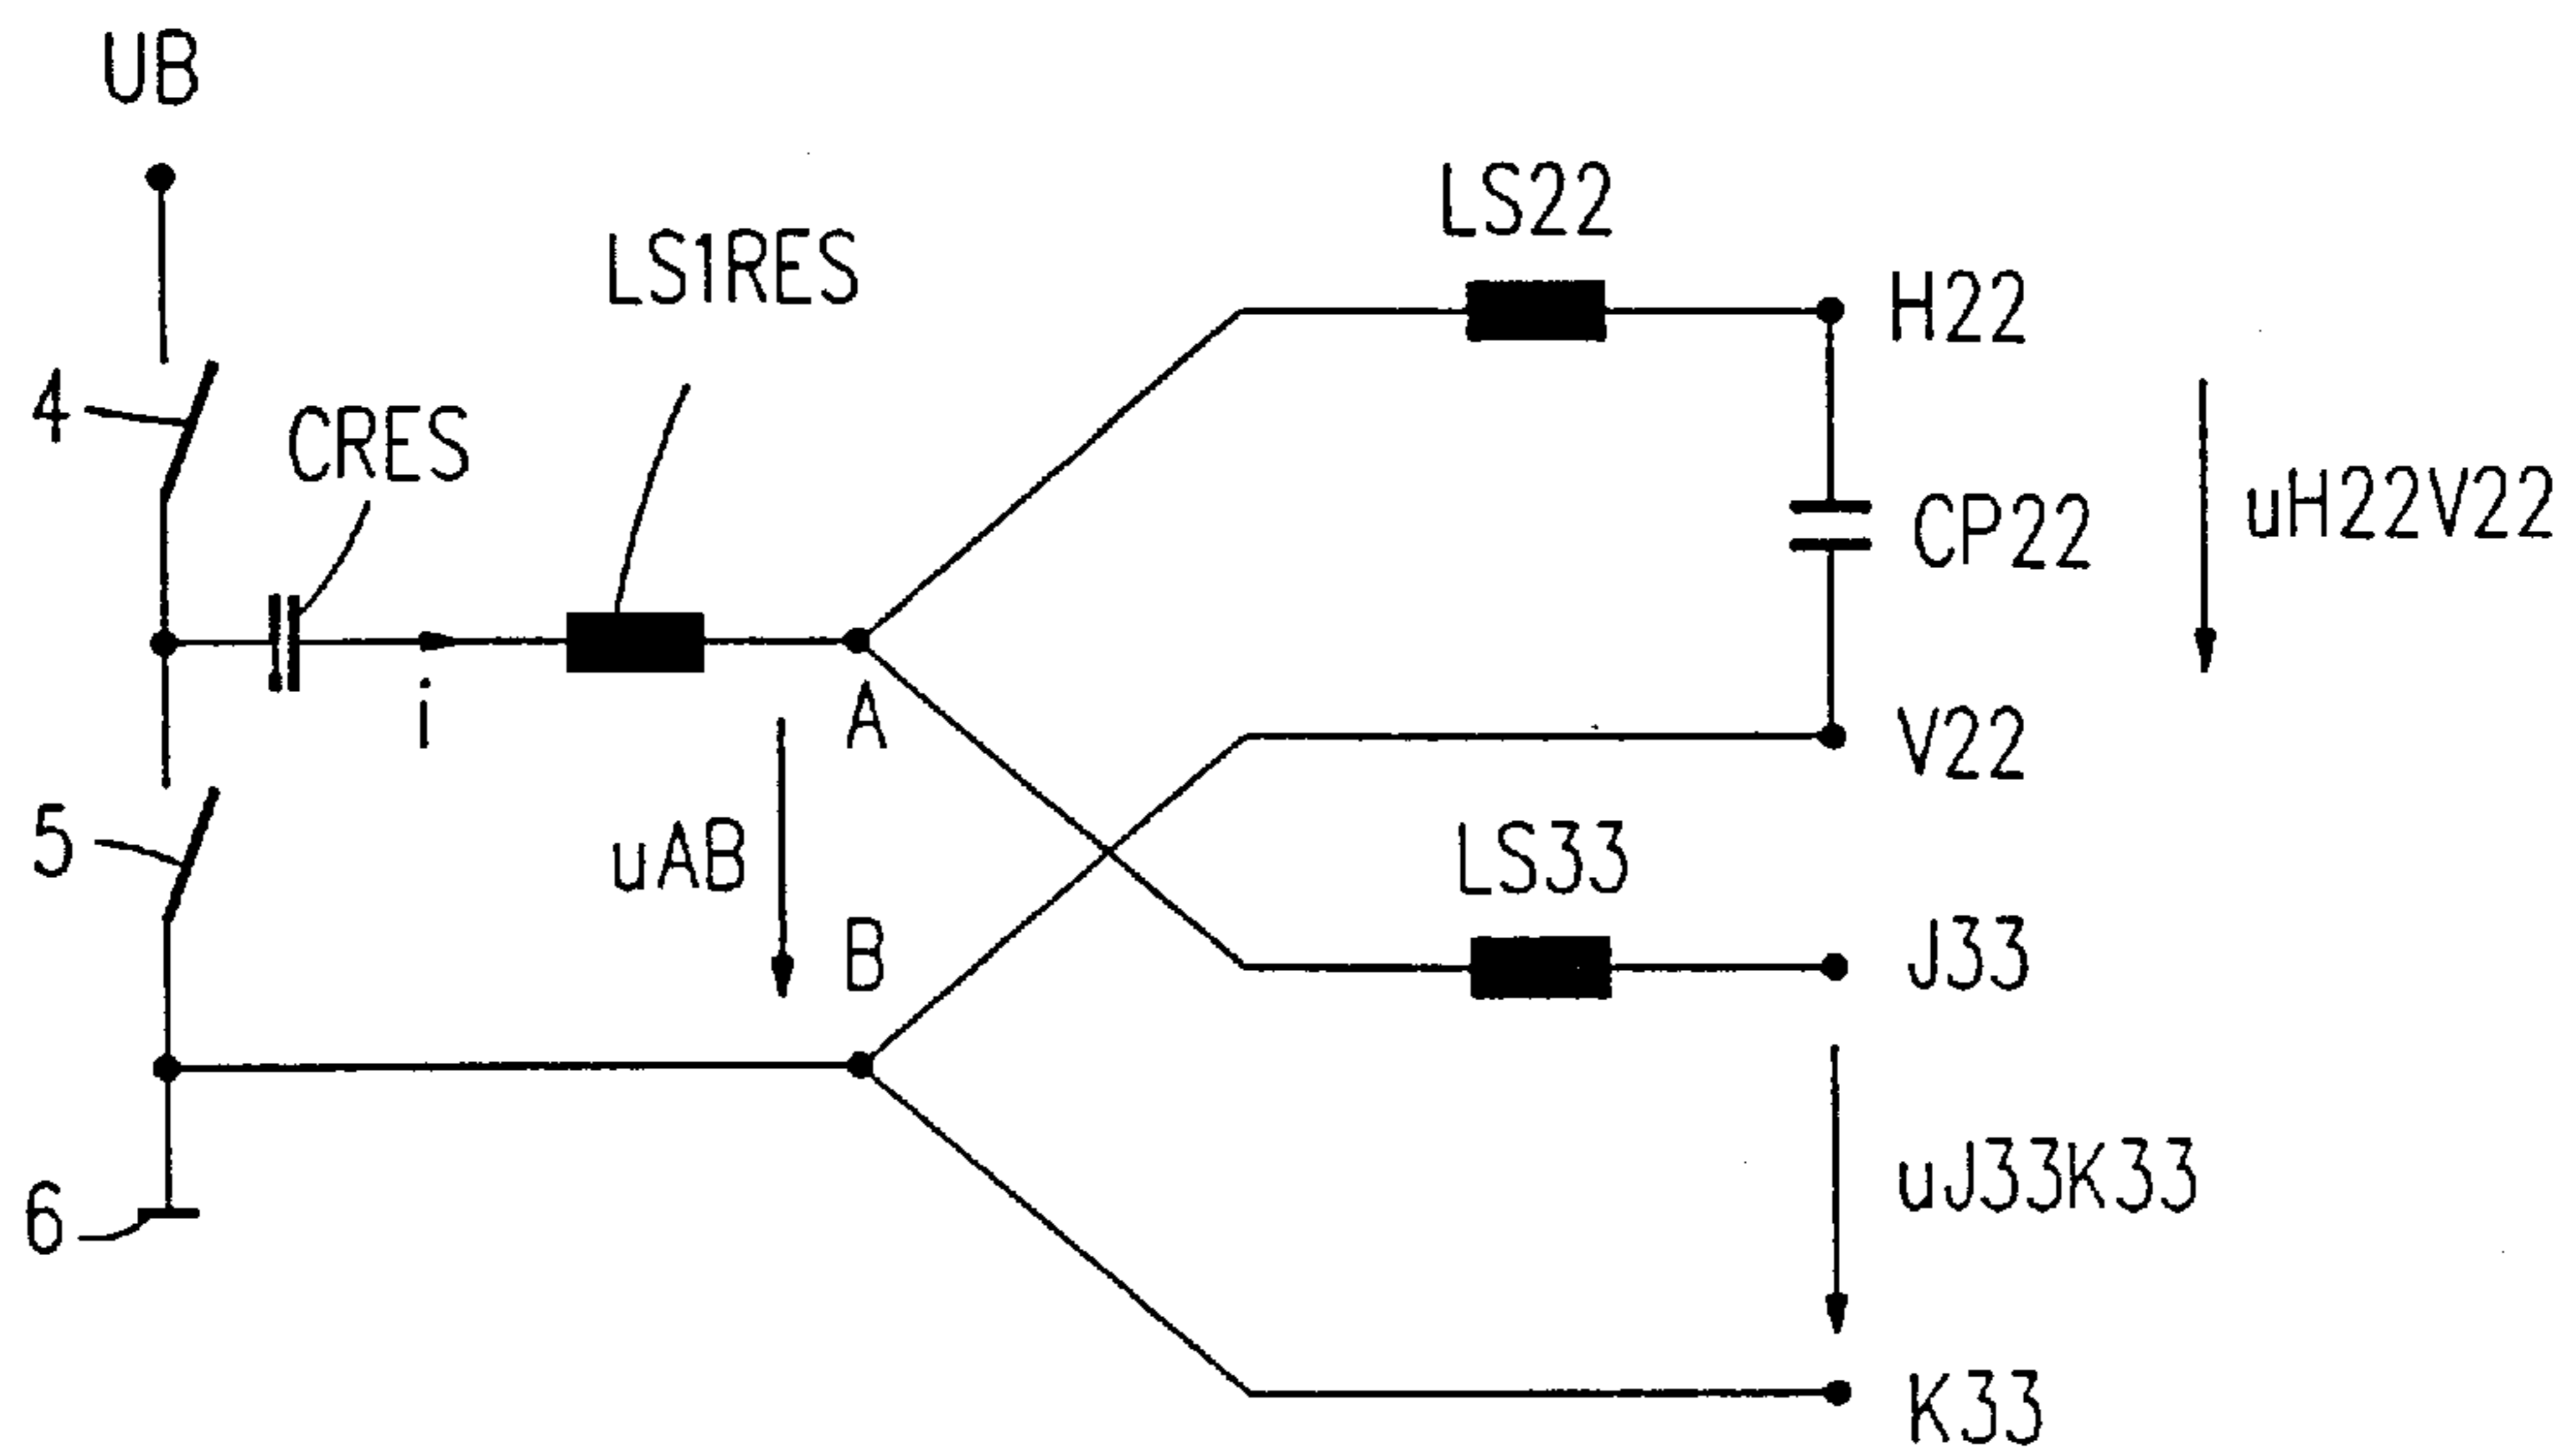 UB
LS22
LS1RES
H22
4
CRES
CP22
uH22V22
i
A
V22
5
uAB
LS33
B
J33
6
uJ33K33
K33